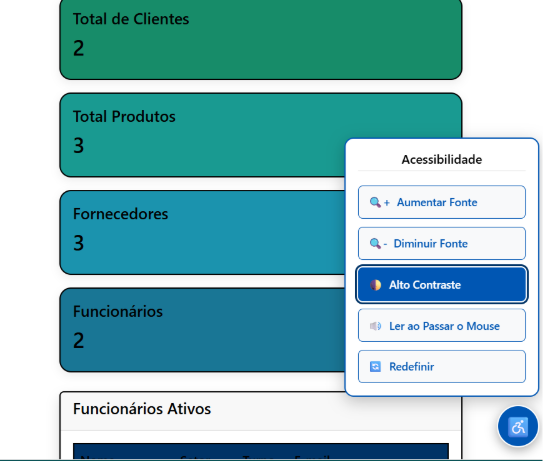 Total de Clientes
2
Total Produtos
3
Fornecedores
3
Funcionários
2
Funcionários Ativos
Acessibilidade
+ Aumentar Fonte
- Diminuir Fonte
Alto Contraste
Ler ao Passar o Mouse
Redefinir